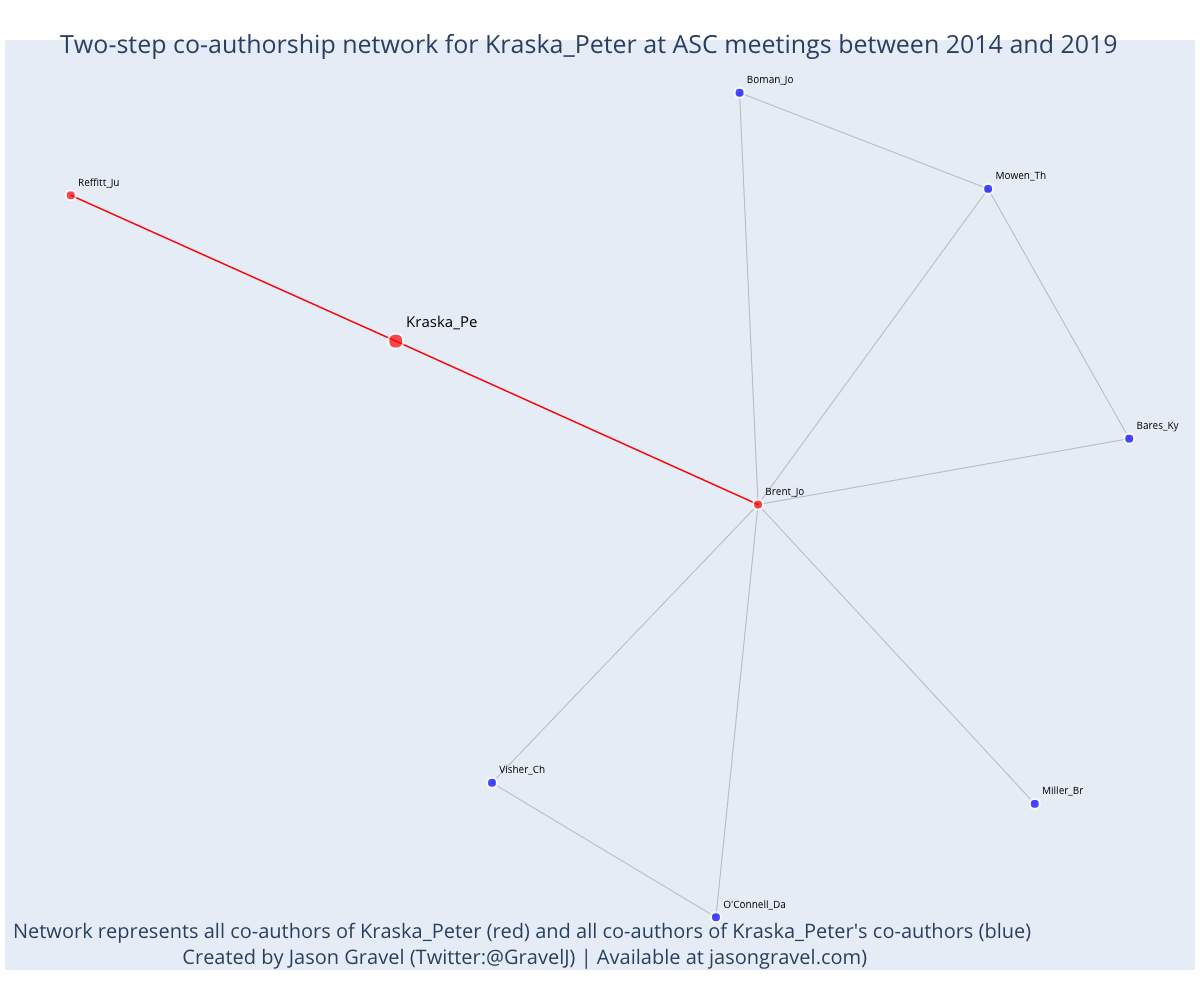 Two-step co-authorship network for Kraska_Peter at ASC meetings between 2014 and 2019
Boman_Jo
Mowen_Th
Reffitt_Ju
Kraska_Pe
Bares_Ky
Brent_Jo
Visher_Ch
Miller_Br
O'Connell_Da
Network represents all co-authors of Kraska_Peter (red) and all co-authors of Kraska_Peter's co-authors (blue)
Created by Jason Gravel (Twitter:@GravelJ) | Available at jasongravel.com)